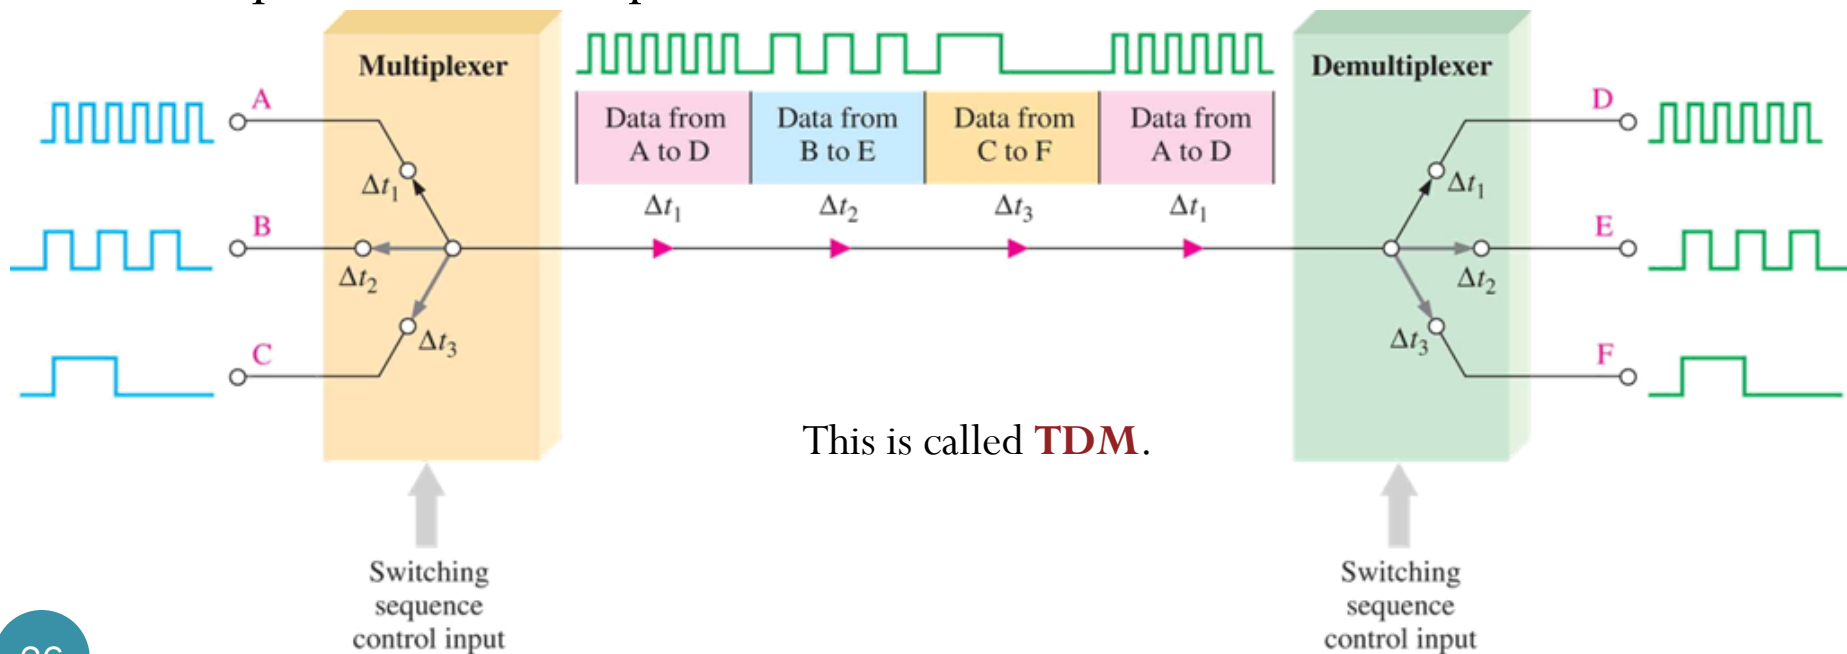 Multiplexer
Demultiplexer
A
B
C
Δt1
Δt2
Δt3
Data from
A to D
Data from
B to E
Data from
C to F
Data from
A to D
Δt1
Δt2
Δt3
Δt1
D
E
F
Δt1
Δt2
Δt3
This is called TDM.
Switching
sequence
control input
Switching
sequence
control input